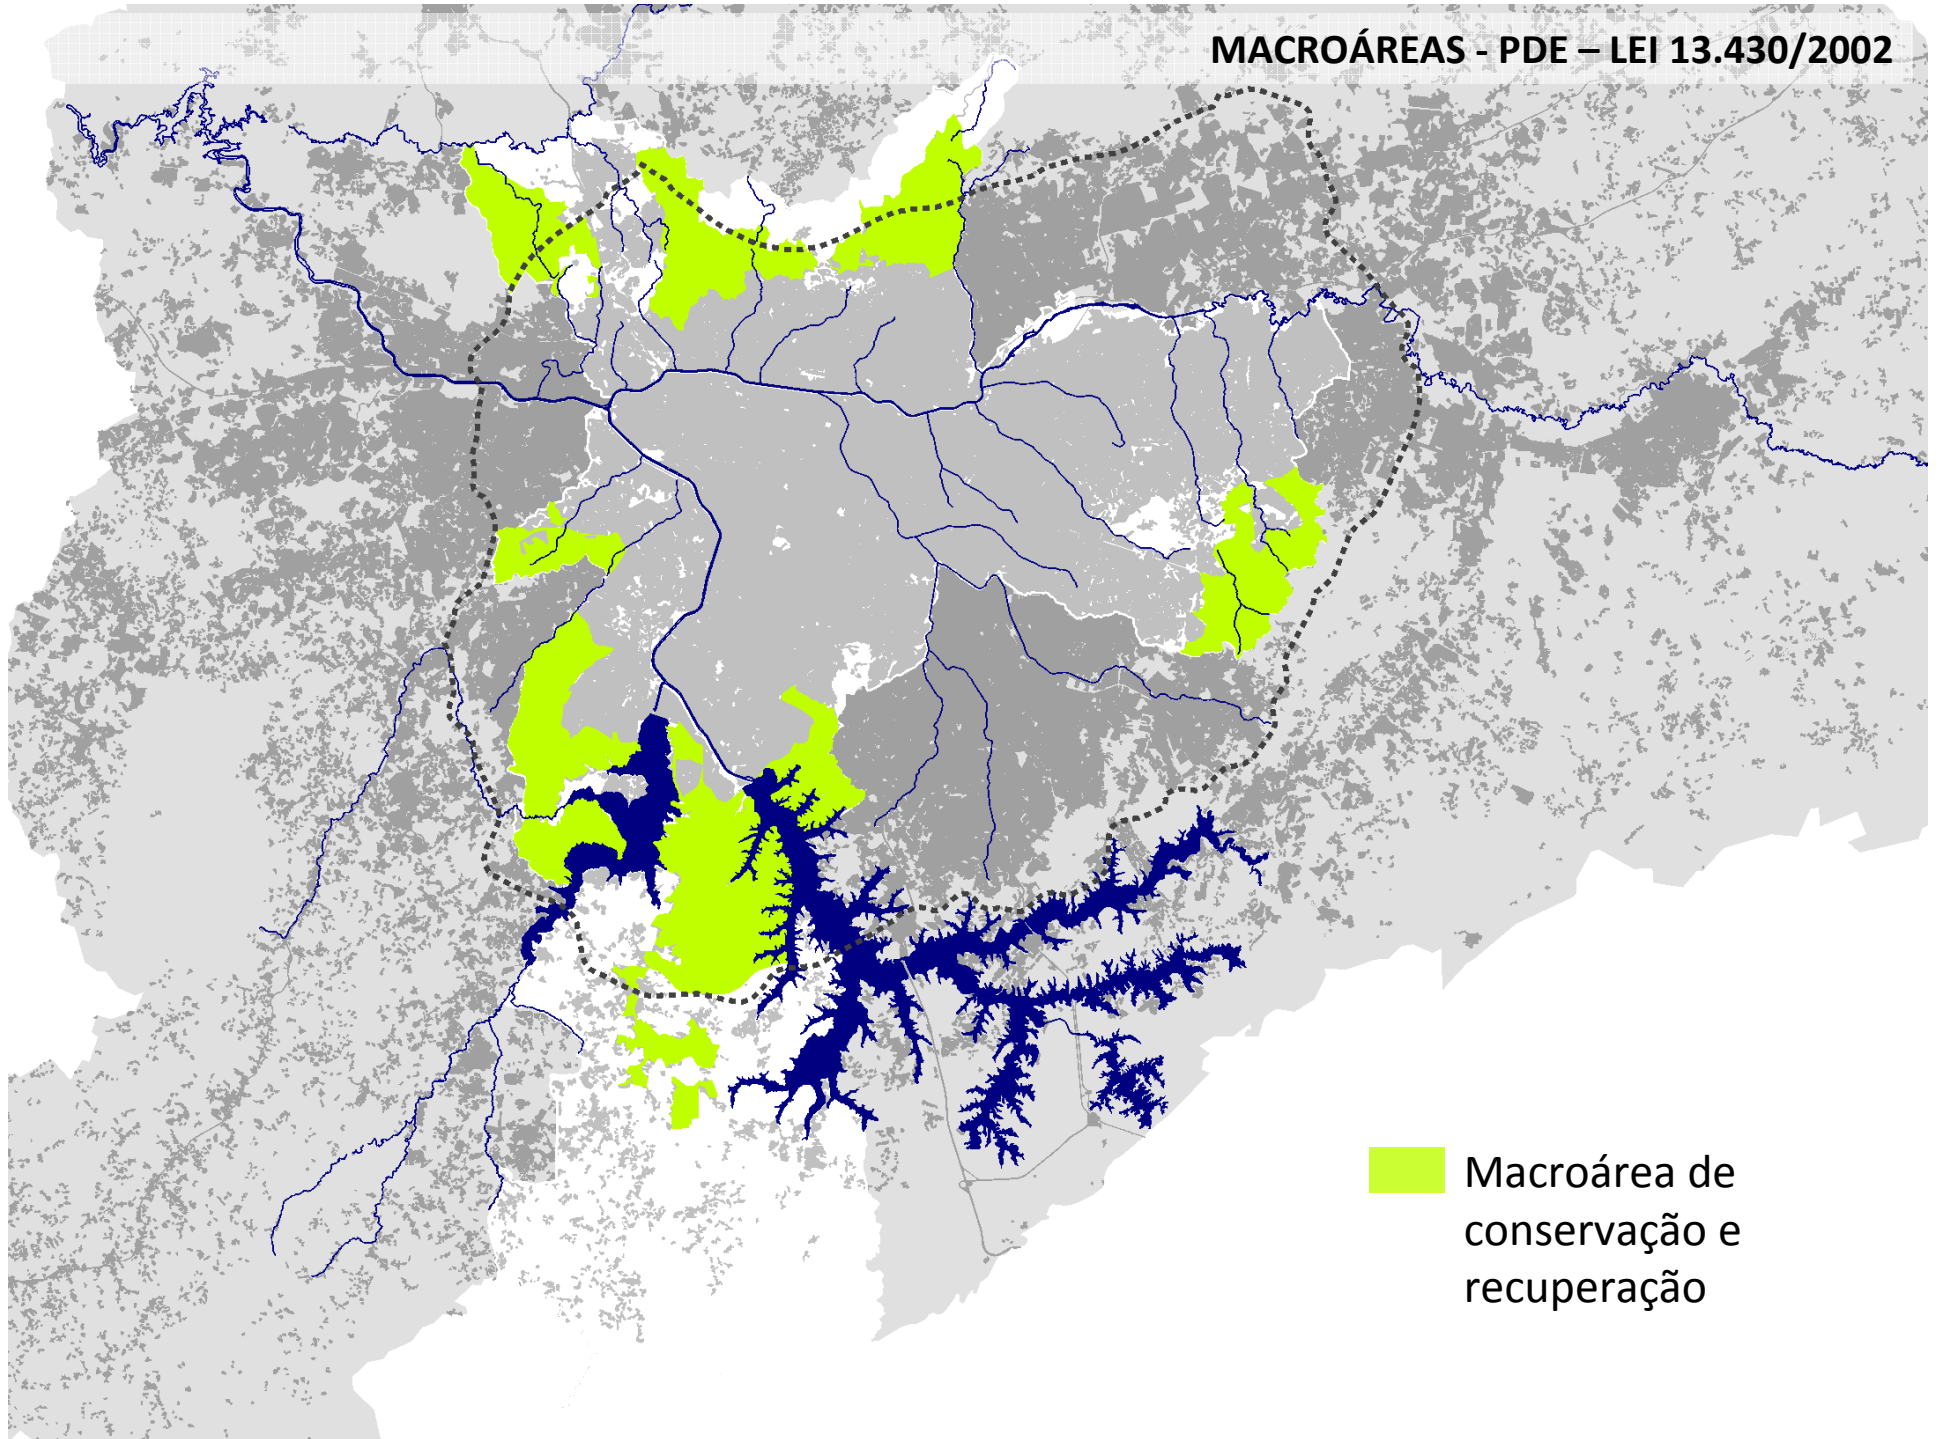 MACROÁREAS - PDE – LEI 13.430/2002
Macroárea de
conservação e
recuperação